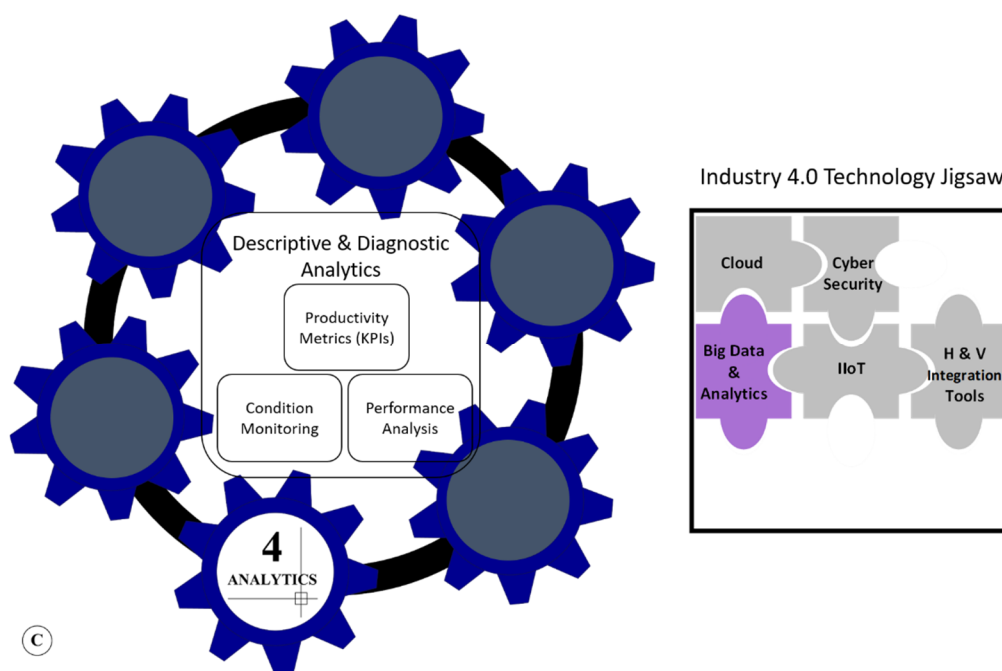 Descriptive & Diagnostic
Analytics
Productivity
Metrics (KPIs)
Condition
Monitoring
Performance
Analysis
4
ANALYTICS
C
Industry 4.0 Technology Jigsaw
Cloud
Cyber
Security
Big Data
&
Analytics
IIoT
H & V
Integration
Tools